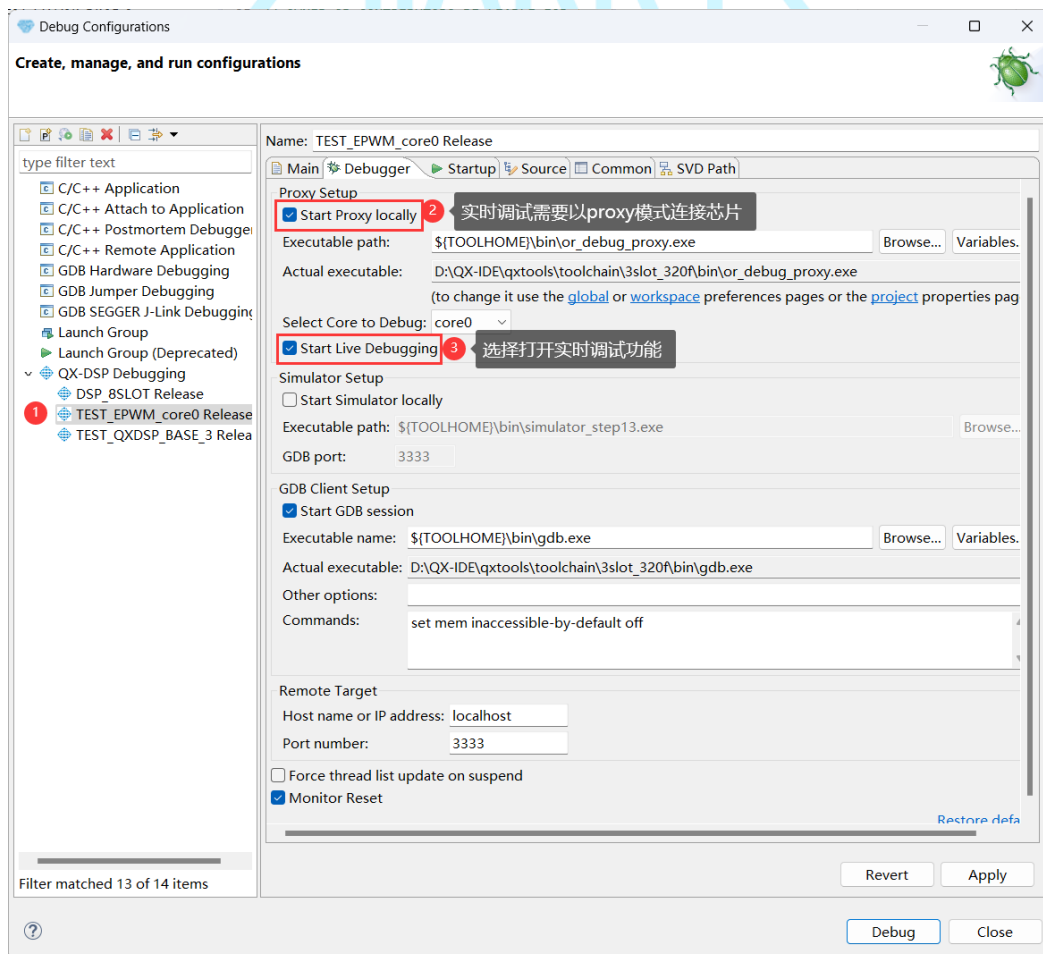 Debug Configurations
Create, manage, and run configurations
type filter text
C/C++ Application
C/C++ Attach to Application
C/C++ Postmortem Debugge
C/C++ Remote Application
GDB Hardware Debugging
GDB Jumper Debugging
GDB SEGGER J-Link Debugging
Launch Group
Launch Group (Deprecated)
QX-DSP Debugging
DSP_8SLOT Release
1 TEST_EPWM_core0 Release
TEST_QXDSP_BASE_3 Relea
Filter matched 13 of 14 items
Name: TEST_EPWM_core0 Release
Main Debugger Startup Source Common SVD Path
Proxy Setup
Start Proxy locally 2 实时调试需要以proxy模式连接芯片
Executable path: ${TOOLHOME}\bin\or_debug_proxy.exe Browse... Variables.
Actual executable: D:\QX-IDE\qxtools\toolchain\3slot_320f\bin\or_debug_proxy.exe
(to change it use the global or workspace preferences pages or the project properties pag
Select Core to Debug: core0
Start Live Debugging 3 选择打开实时调试功能
Simulator Setup
Start Simulator locally
Executable path: ${TOOLHOME}\bin\simulator_step13.exe Browse...
GDB port: 3333
GDB Client Setup
Start GDB session
Executable name: ${TOOLHOME}\bin\gdb.exe Browse... Variables.
Actual executable: D:\QX-IDE\qxtools\toolchain\3slot_320f\bin\gdb.exe
Other options:
Commands: set mem inaccessible-by-default off
Remote Target
Host name or IP address: localhost
Port number: 3333
Force thread list update on suspend
Monitor Reset
Restore defa
Revert Apply
Debug Close